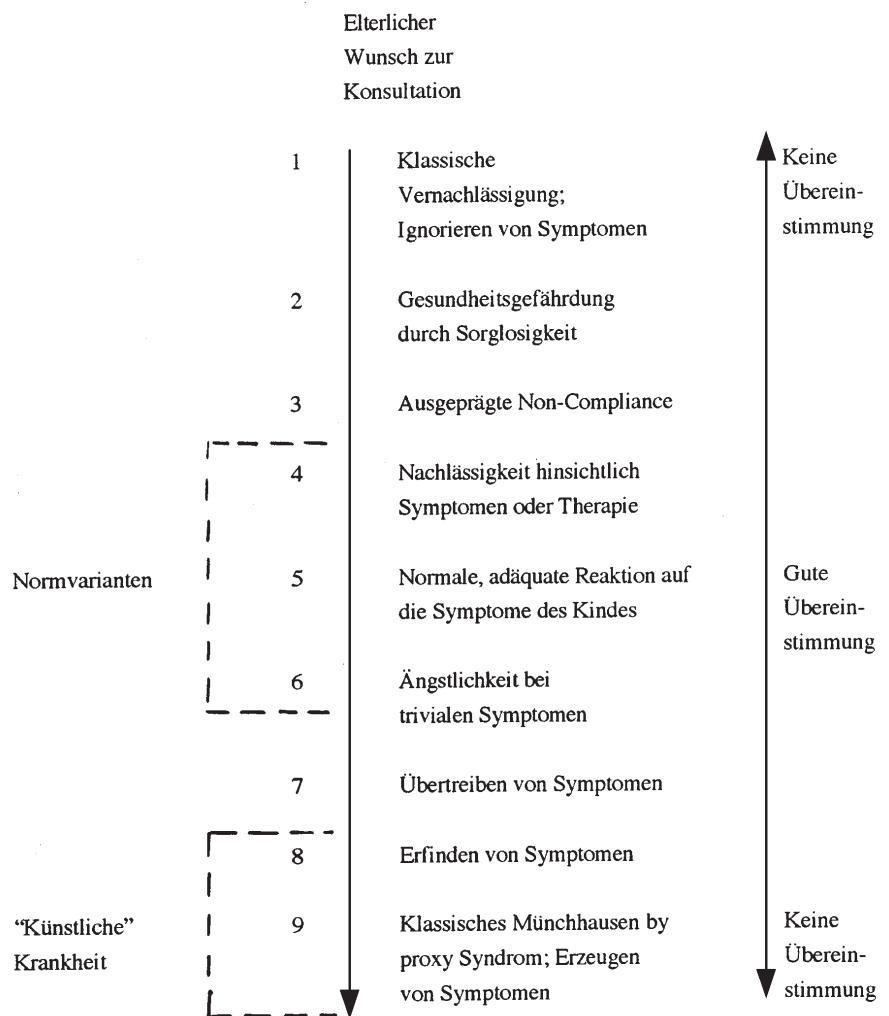 Elterlicher
Wunsch zur
Konsultation
1 Klassische Keine
Vernachlässigung; Überein-
Ignorieren von Symptomen stimmung
2 Gesundheitsgefährdung
durch Sorglosigkeit
3 Ausgeprägte Non-Compliance
4 Nachlässigkeit hinsichtlich
Symptomen oder Therapie
Normvarianten 5 Normale, adäquate Reaktion auf Gute
die Symptome des Kindes Überein-
stimmung
6 Ängstlichkeit bei
trivialen Symptomen
7 Übertreiben von Symptomen
8 Erfinden von Symptomen
“Künstliche” 9 Klassisches Münchhausen by Keine
Krankheit proxy Syndrom; Erzeugen Überein-
von Symptomen stimmung